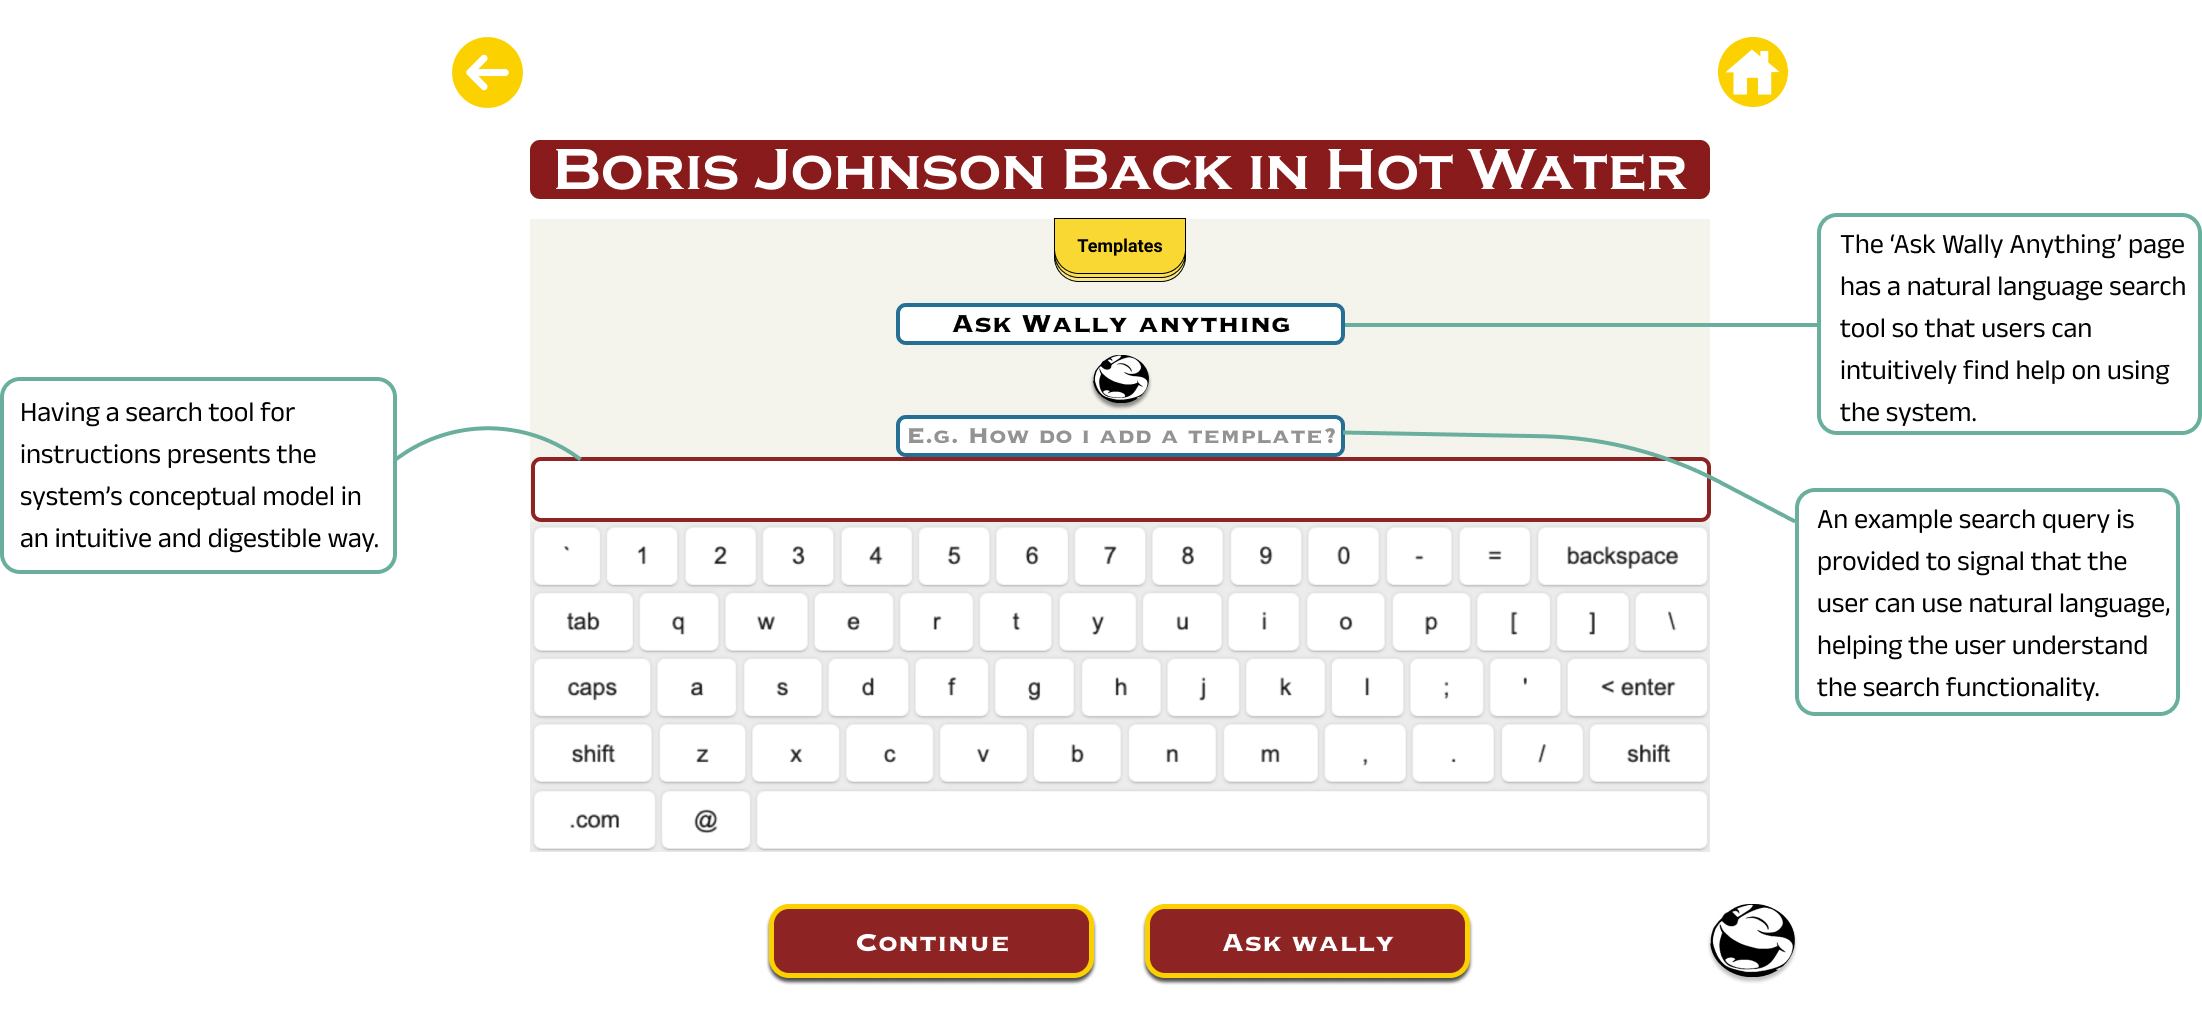 Boris Johnson Back in Hot Water
Templates
Ask Wally anything
E.g. How do i add a template?
The ‘Ask Wally Anything’ page
has a natural language search
tool so that users can
intuitively find help on using
the system.
Having a search tool for
instructions presents the
system’s conceptual model in
an intuitive and digestible way.
An example search query is
provided to signal that the
user can use natural language,
helping the user understand
the search functionality.
` 1 2 3 4 5 6 7 8 9 0 - = backspace
tab q w e r t y u i o p [ ] \
caps a s d f g h j k l ; ' < enter
shift z x c v b n m , . / shift
.com @
Continue
Ask wally